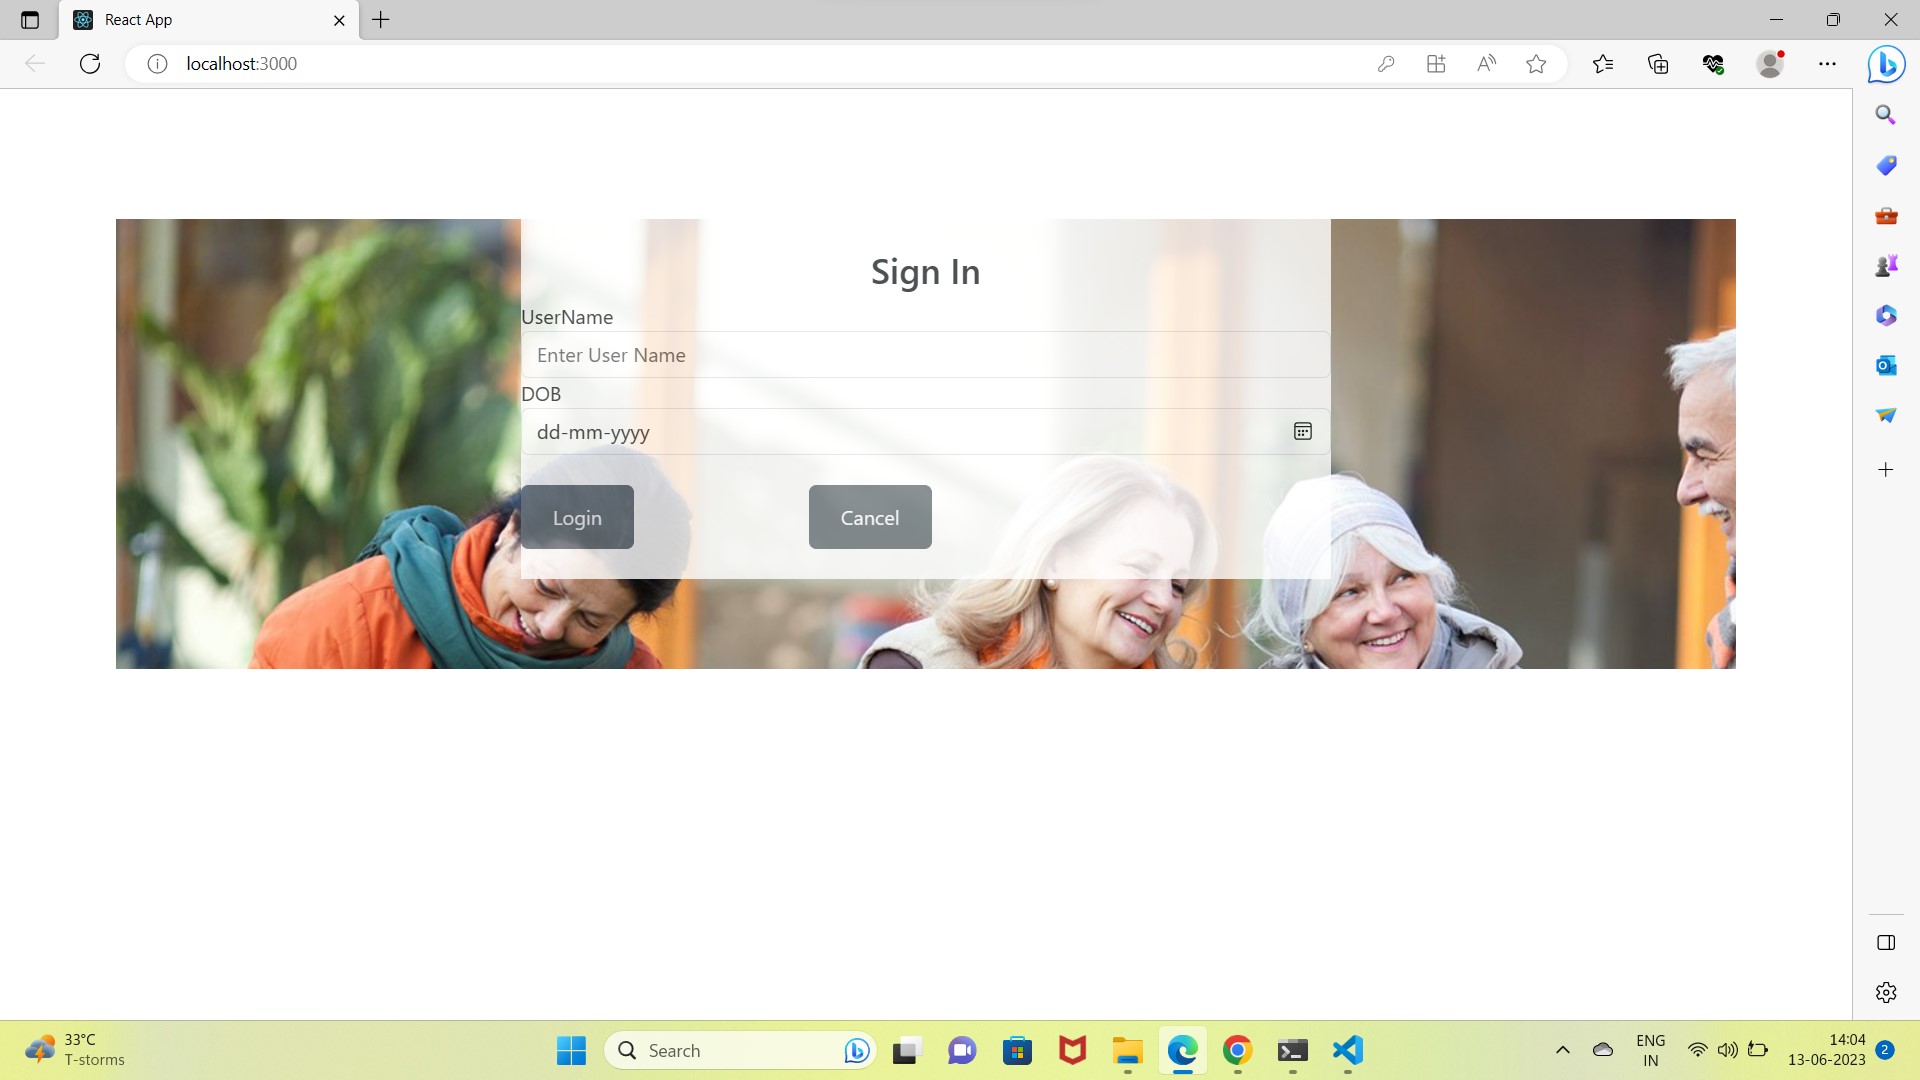 React App
localhost:3000
Sign In
UserName
Enter User Name
DOB
dd-mm-yyyy
Login
Cancel
33°C
T-storms
Search
ENG
IN
14:04
13-06-2023
2